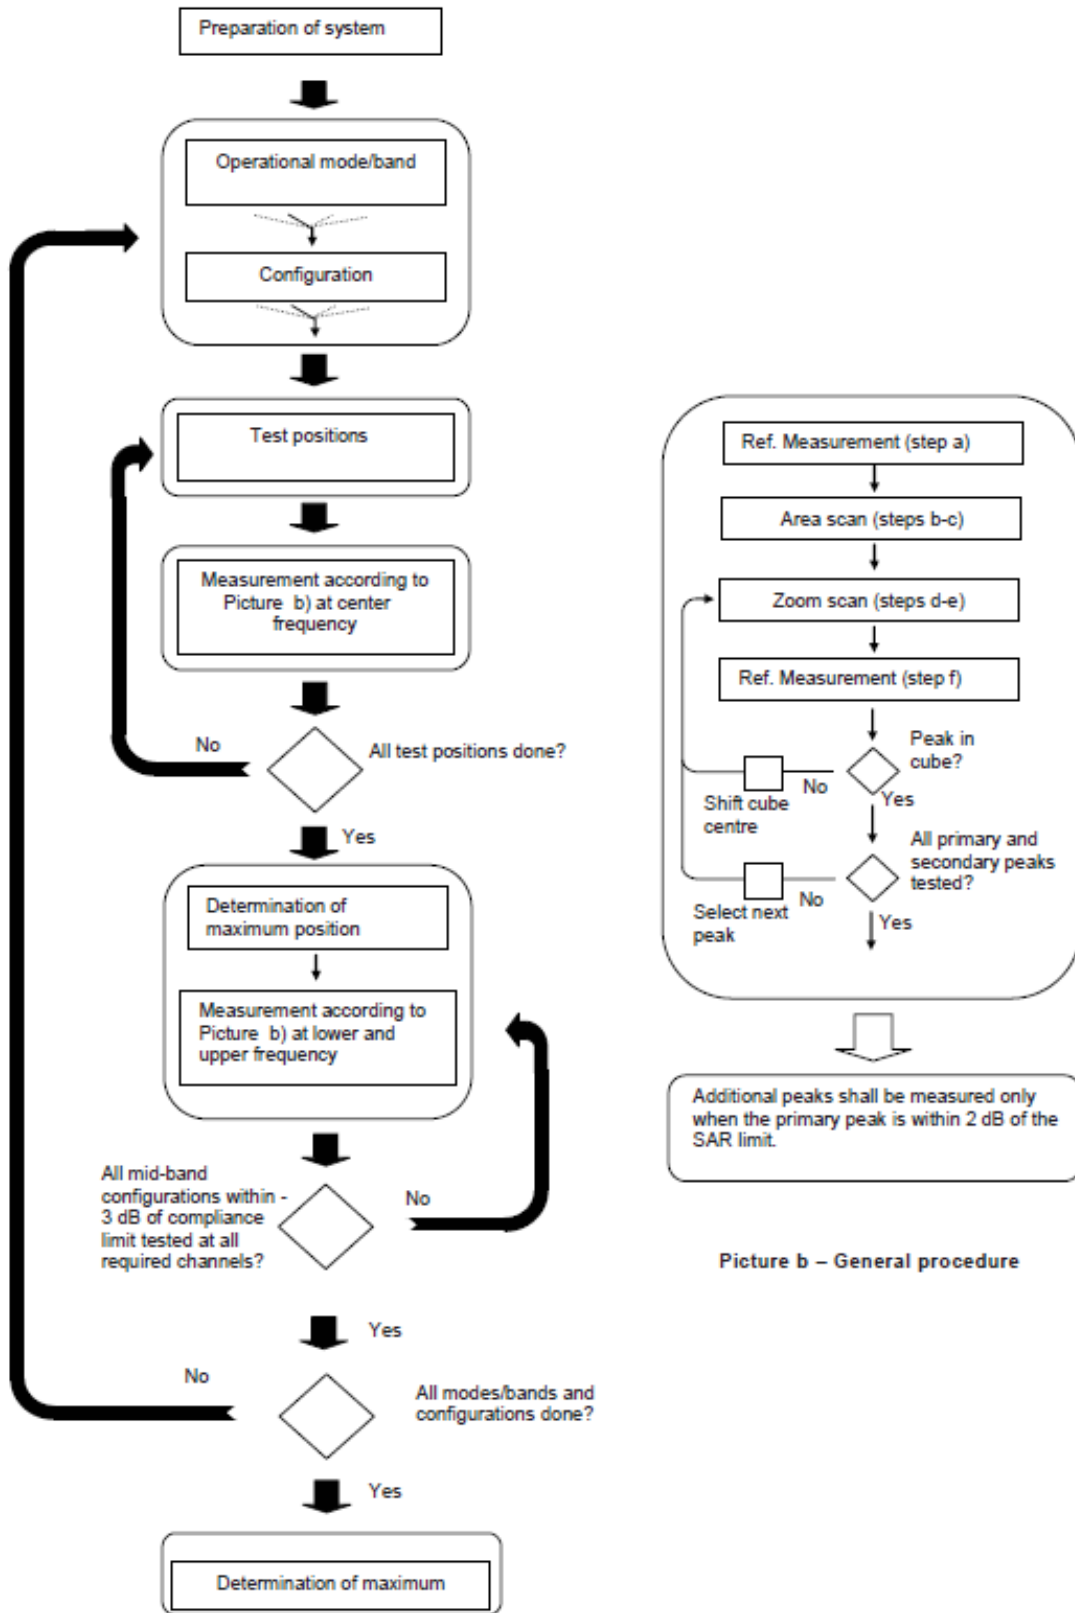 Preparation of system
Operational mode/band
Configuration
Test positions
Measurement according to
Picture b) at center
frequency
No
All test positions done?
Yes
Determination of
maximum position
Measurement according to
Picture b) at lower and
upper frequency
All mid-band
configurations within -
3 dB of compliance
limit tested at all
required channels?
No
Yes
No
All modes/bands and
configurations done?
Yes
Determination of maximum
Ref. Measurement (step a)
Area scan (steps b-c)
Zoom scan (steps d-e)
Ref. Measurement (step f)
Peak in
cube?
No
Shift cube
centre
Yes
All primary and
secondary peaks
tested?
No
Select next
peak
Yes
Additional peaks shall be measured only
when the primary peak is within 2 dB of the
SAR limit.
Picture b – General procedure